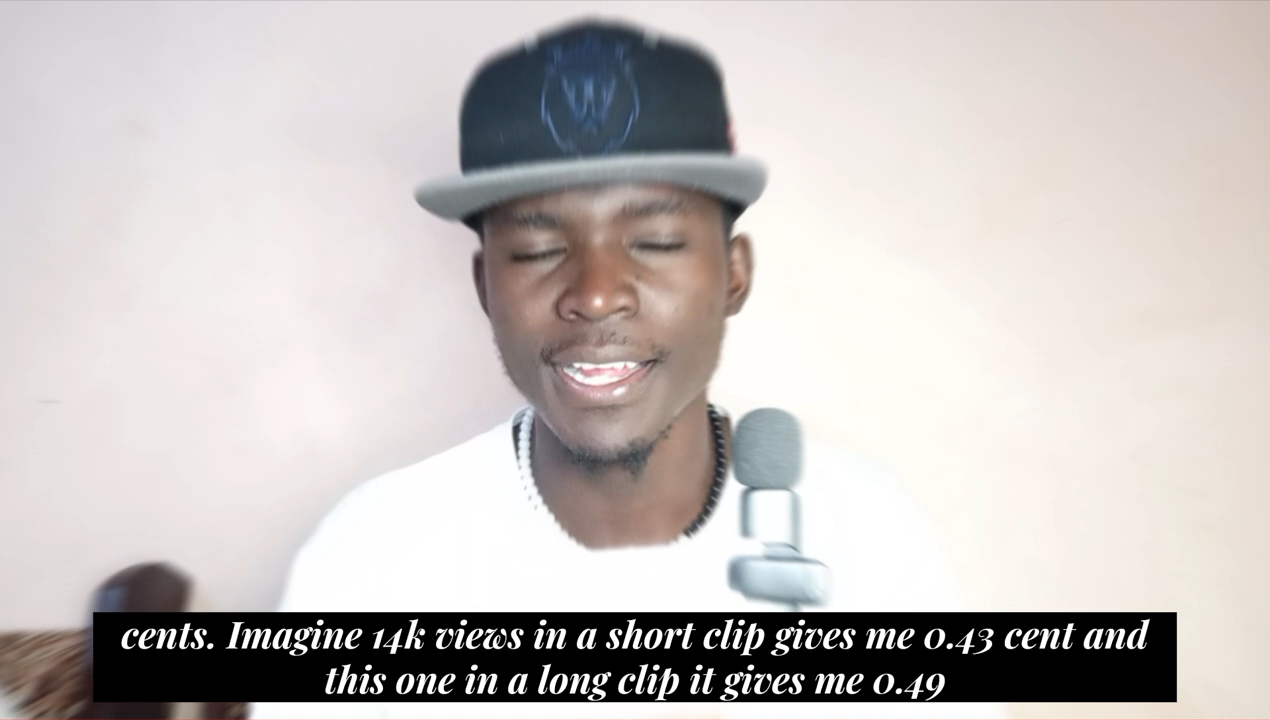 cents. Imagine 14k views in a short clip gives me 0.43 cent and
this one in a long clip it gives me 0.49